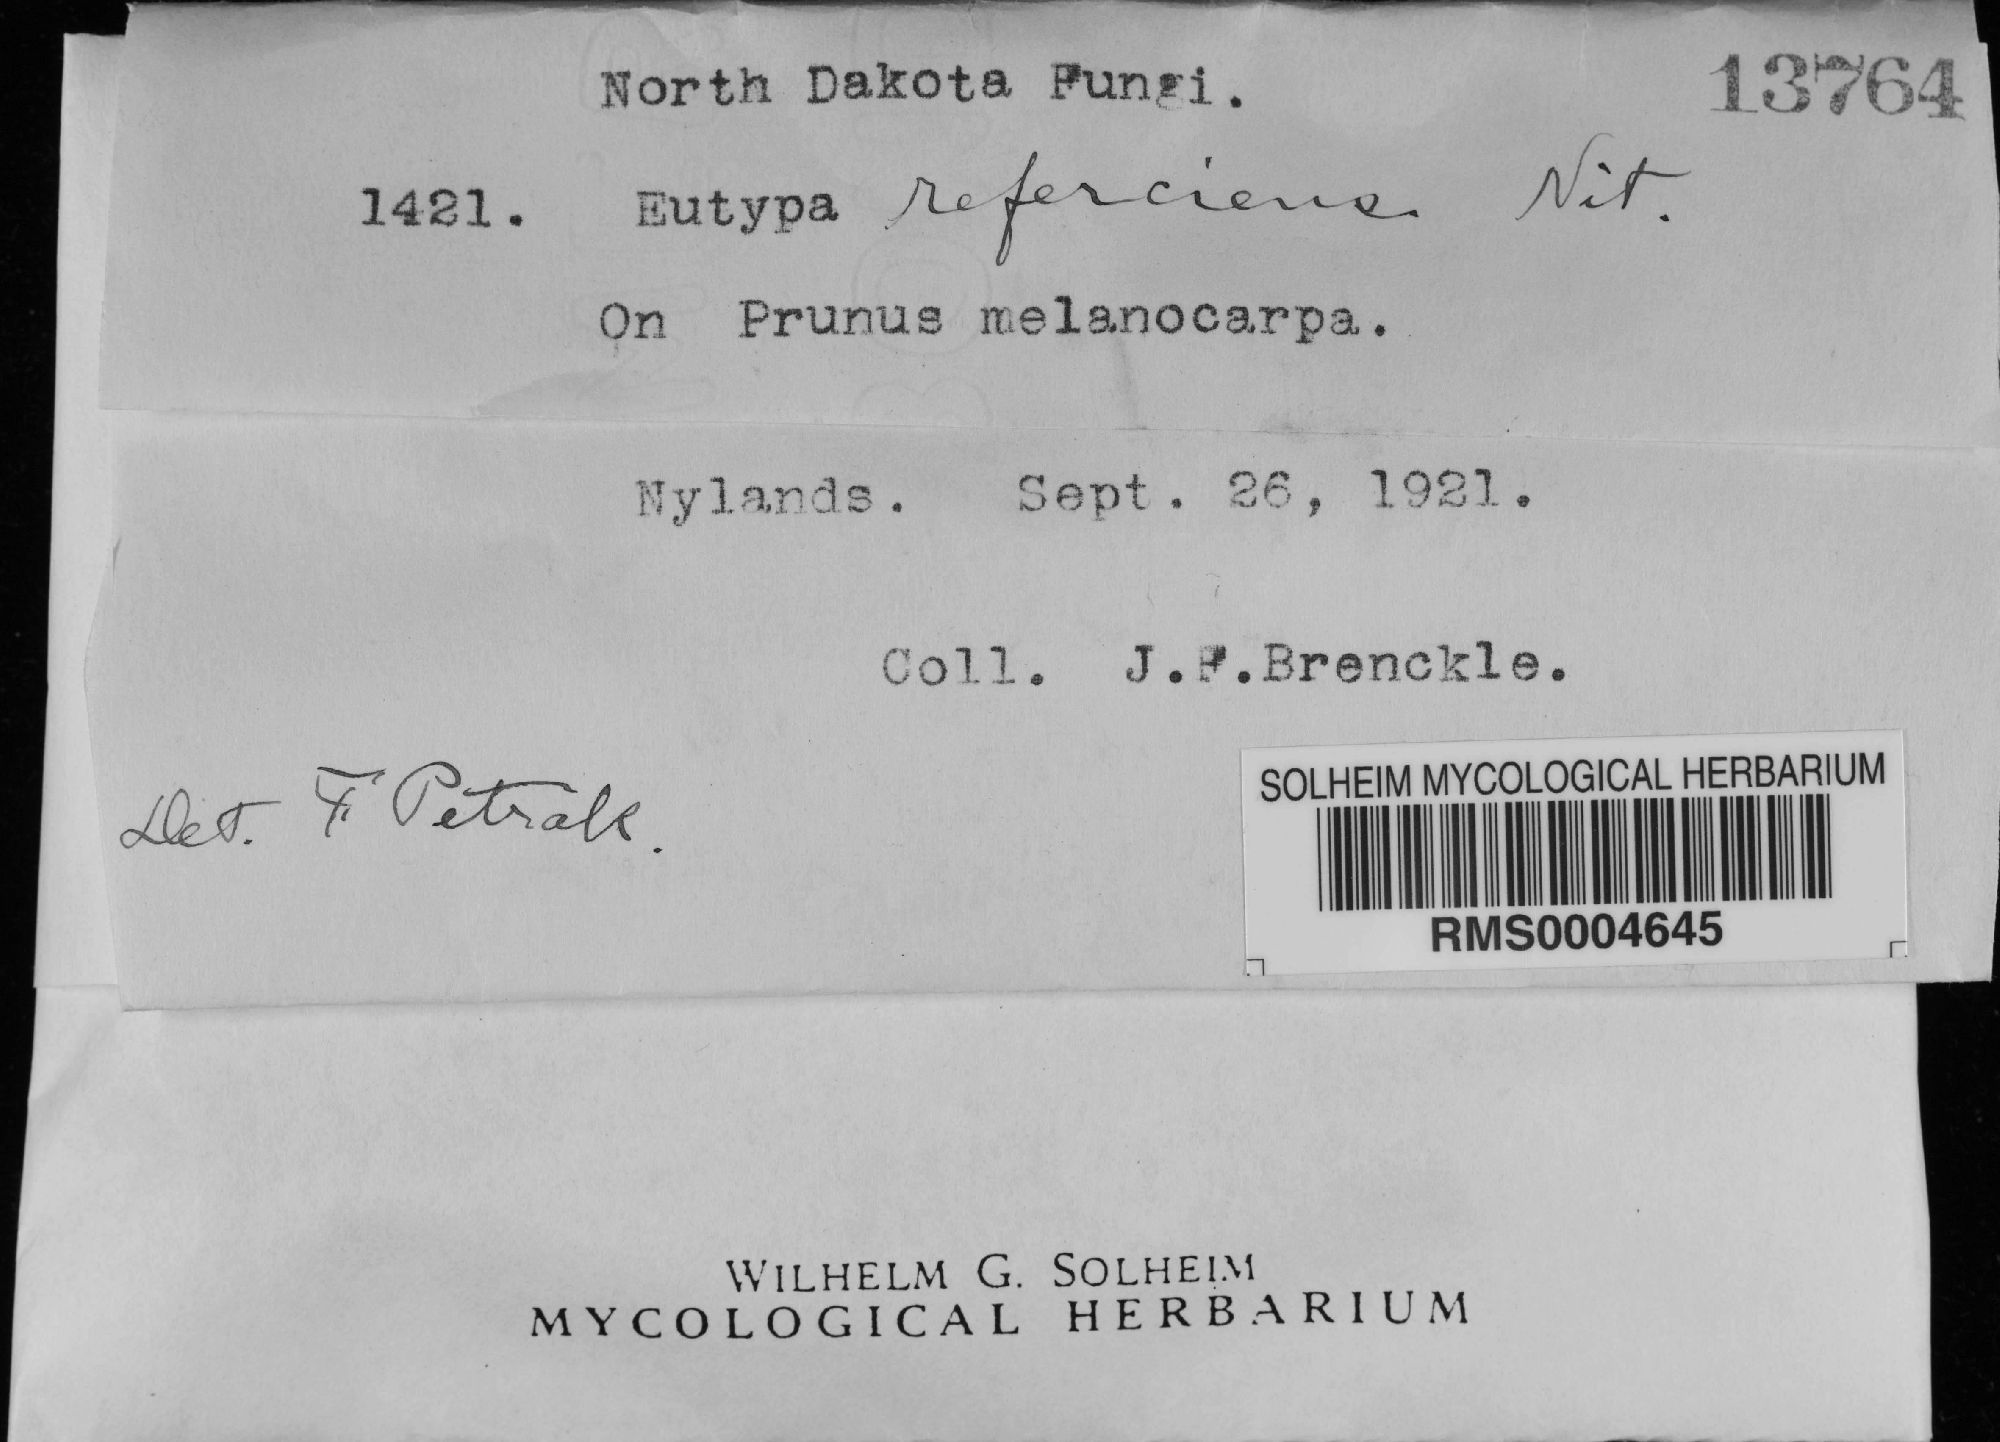 North Dakota Fungi. 13764
1421. Eutypa referciens Nit.
On Prunus melanocarpa.
Nylands. Sept. 26, 1921.
Coll. J.F.Brenckle.
Det. F Petrak.
SOLHEIM MYCOLOGICAL HERBARIUM
RMS0004645
WILHELM G. SOLHEIM
MYCOLOGICAL HERBARIUM